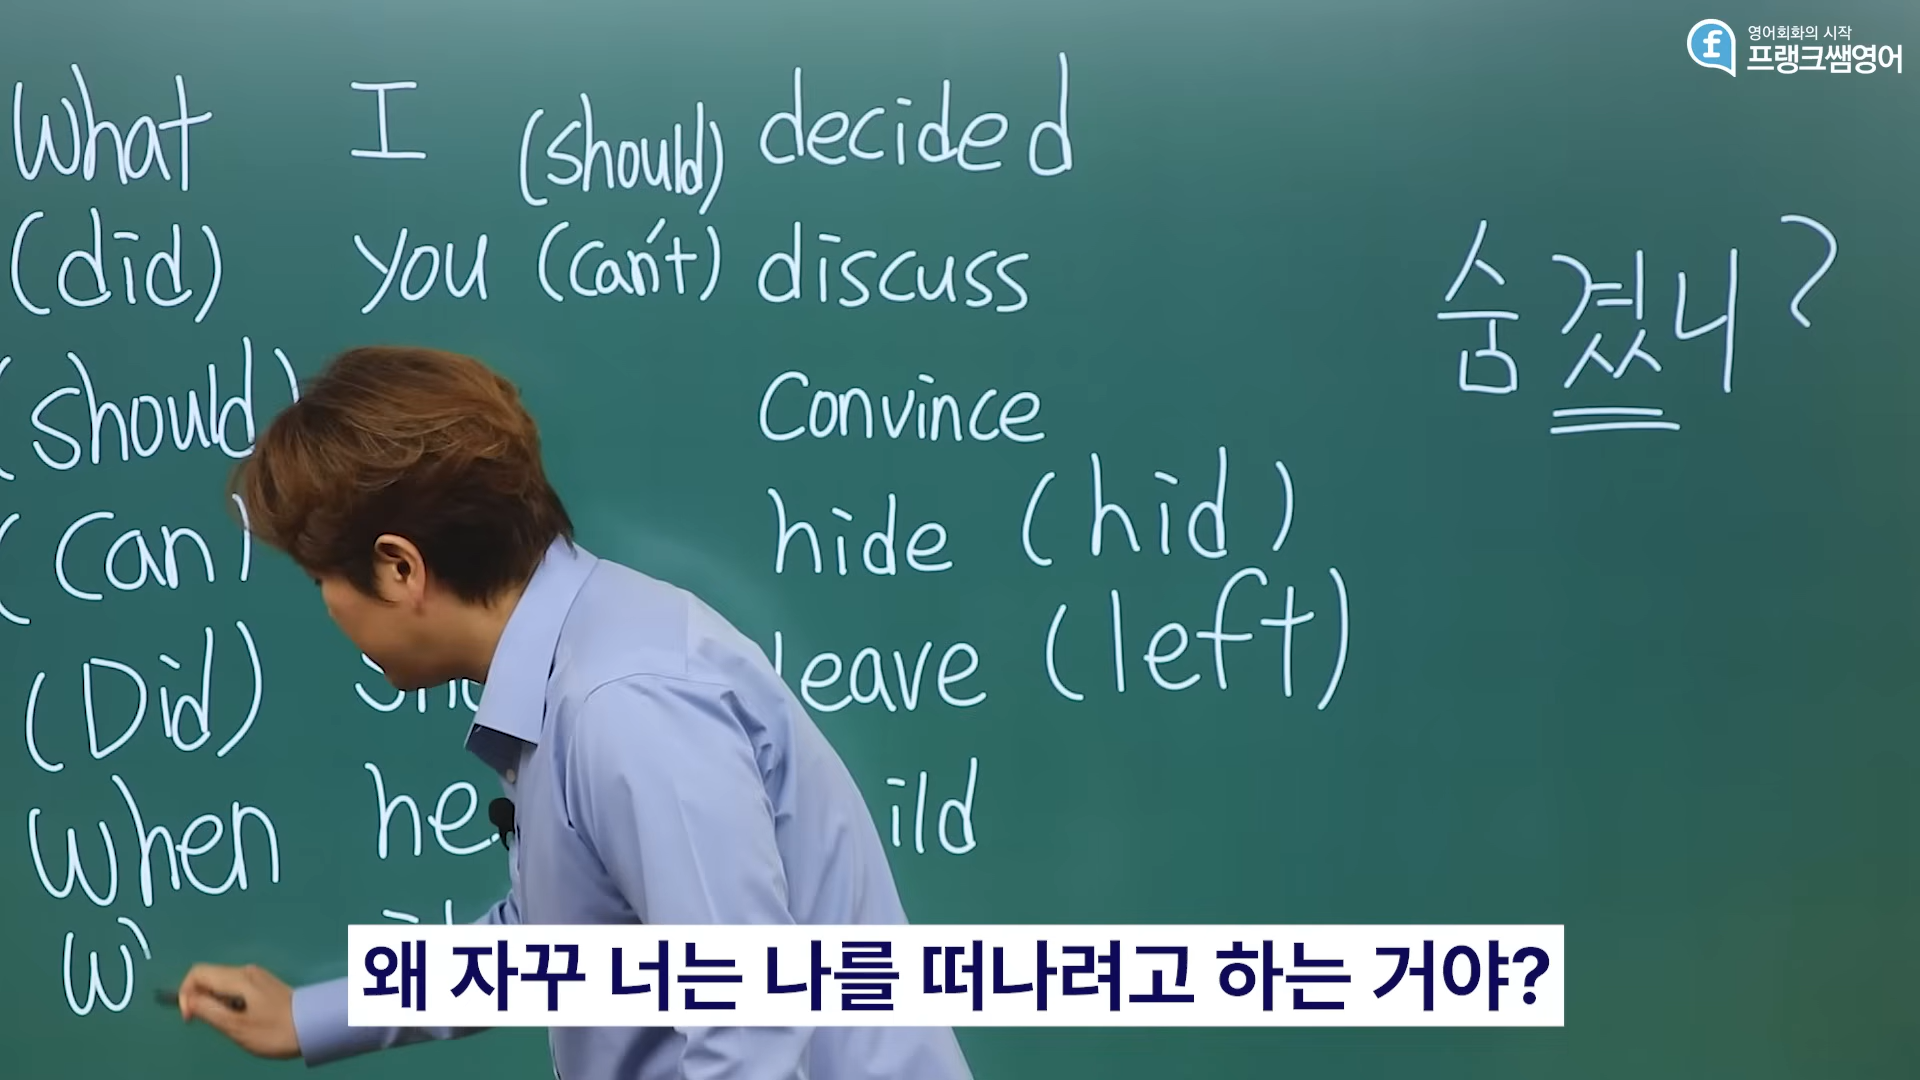 영어회화의 시작
프랭크쌤영어
What I (should) decided
(did) you (can't) discuss
숨겼니?
(should) Convince
(Can) hide (hid)
(Did) leave (left)
When he
왜 자꾸 너는 나를 떠나려고 하는 거야?